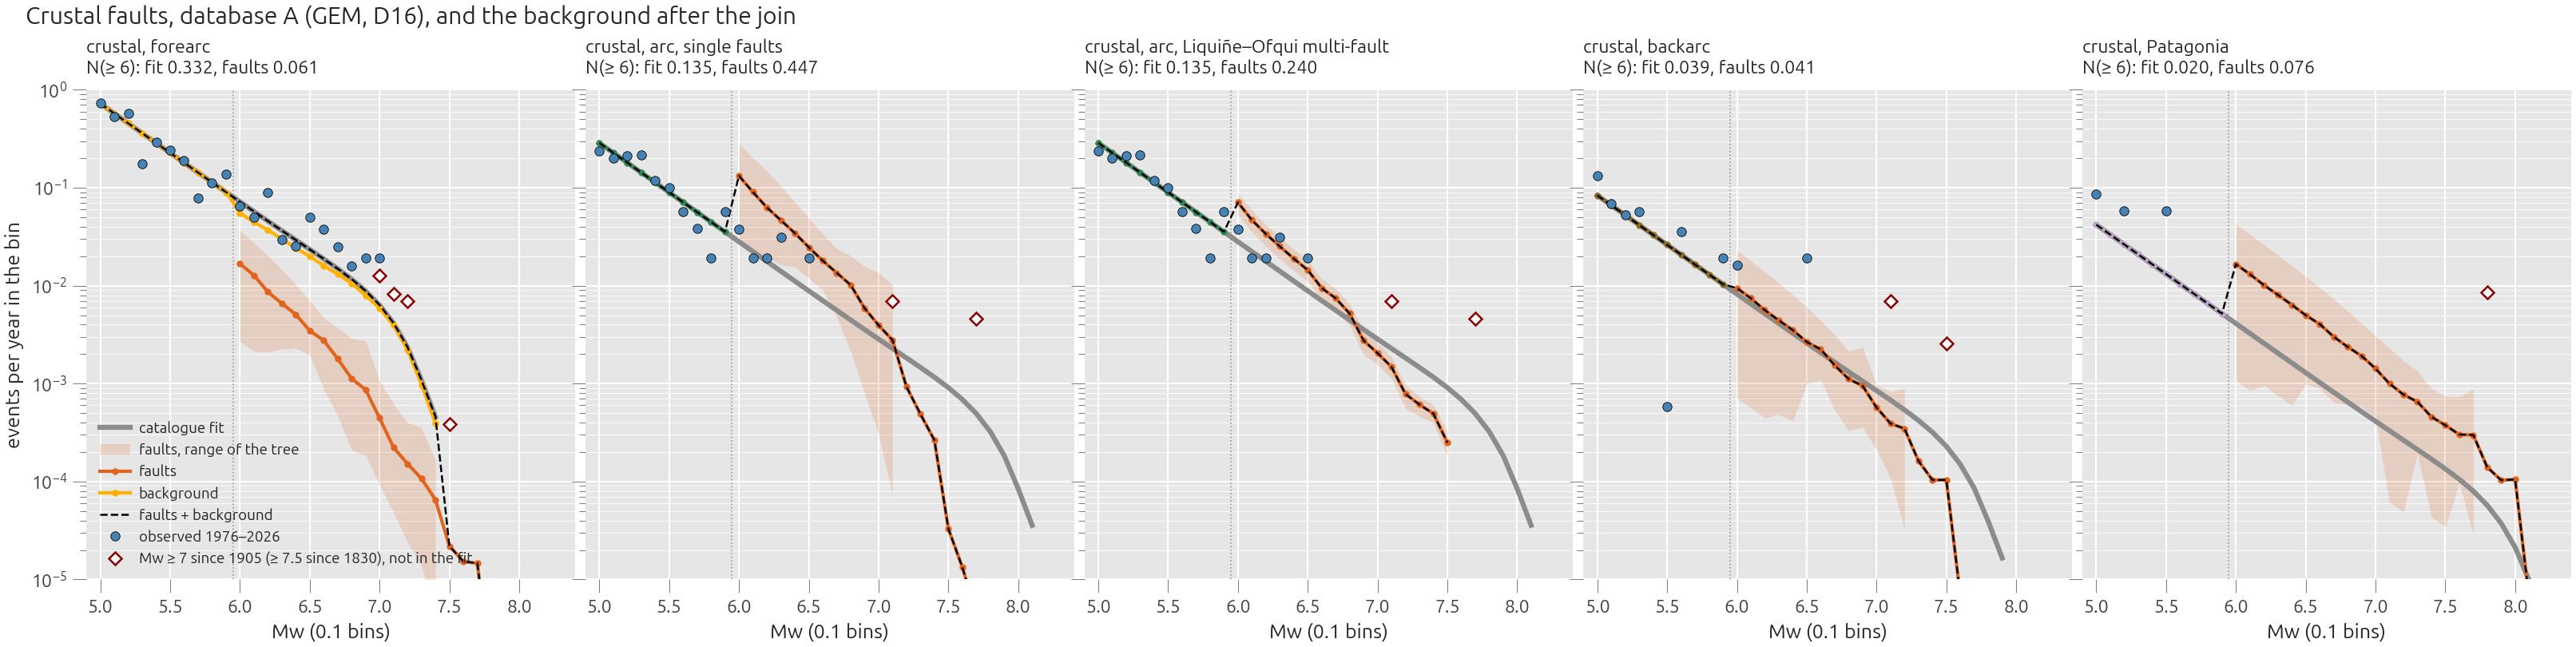 Crustal faults, database A (GEM, D16), and the background after the join
crustal, forearc
N(≥ 6): fit 0.332, faults 0.061
crustal, arc, single faults
N(≥ 6): fit 0.135, faults 0.447
crustal, arc, Liquiñe–Ofqui multi-fault
N(≥ 6): fit 0.135, faults 0.240
crustal, backarc
N(≥ 6): fit 0.039, faults 0.041
crustal, Patagonia
N(≥ 6): fit 0.020, faults 0.076
events per year in the bin
10⁰
10⁻¹
10⁻²
10⁻³
10⁻⁴
10⁻⁵
catalogue fit
faults, range of the tree
faults
background
faults + background
observed 1976–2026
Mw ≥ 7 since 1905 (≥ 7.5 since 1830), not in the fit
5.0 5.5 6.0 6.5 7.0 7.5 8.0
Mw (0.1 bins)
5.0 5.5 6.0 6.5 7.0 7.5 8.0
Mw (0.1 bins)
5.0 5.5 6.0 6.5 7.0 7.5 8.0
Mw (0.1 bins)
5.0 5.5 6.0 6.5 7.0 7.5 8.0
Mw (0.1 bins)
5.0 5.5 6.0 6.5 7.0 7.5 8.0
Mw (0.1 bins)